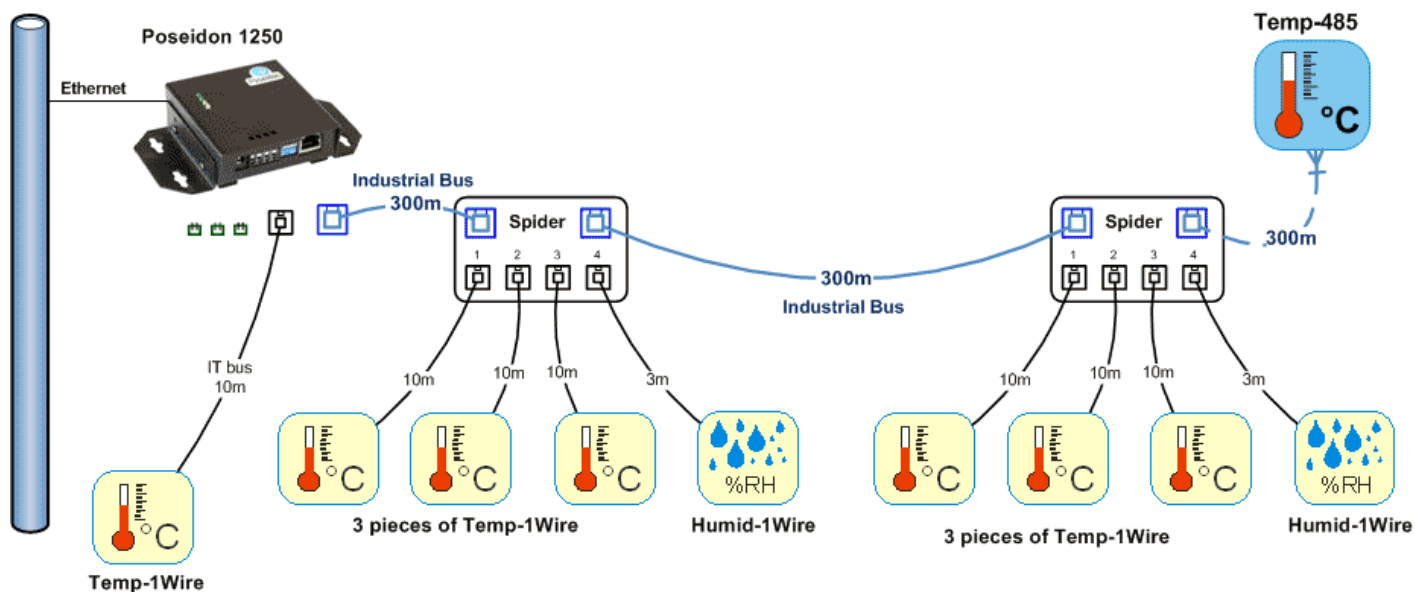 Poseidon 1250
Temp-485
Ethernet
°C
Industrial Bus
300m
Spider
1 2 3 4
300m
Industrial Bus
Spider
1 2 3 4
300m
IT bus
10m
10m
10m
10m
3m
10m
10m
10m
3m
°C
°C
°C
%RH
°C
°C
°C
%RH
3 pieces of Temp-1Wire
Humid-1Wire
3 pieces of Temp-1Wire
Humid-1Wire
°C
Temp-1Wire